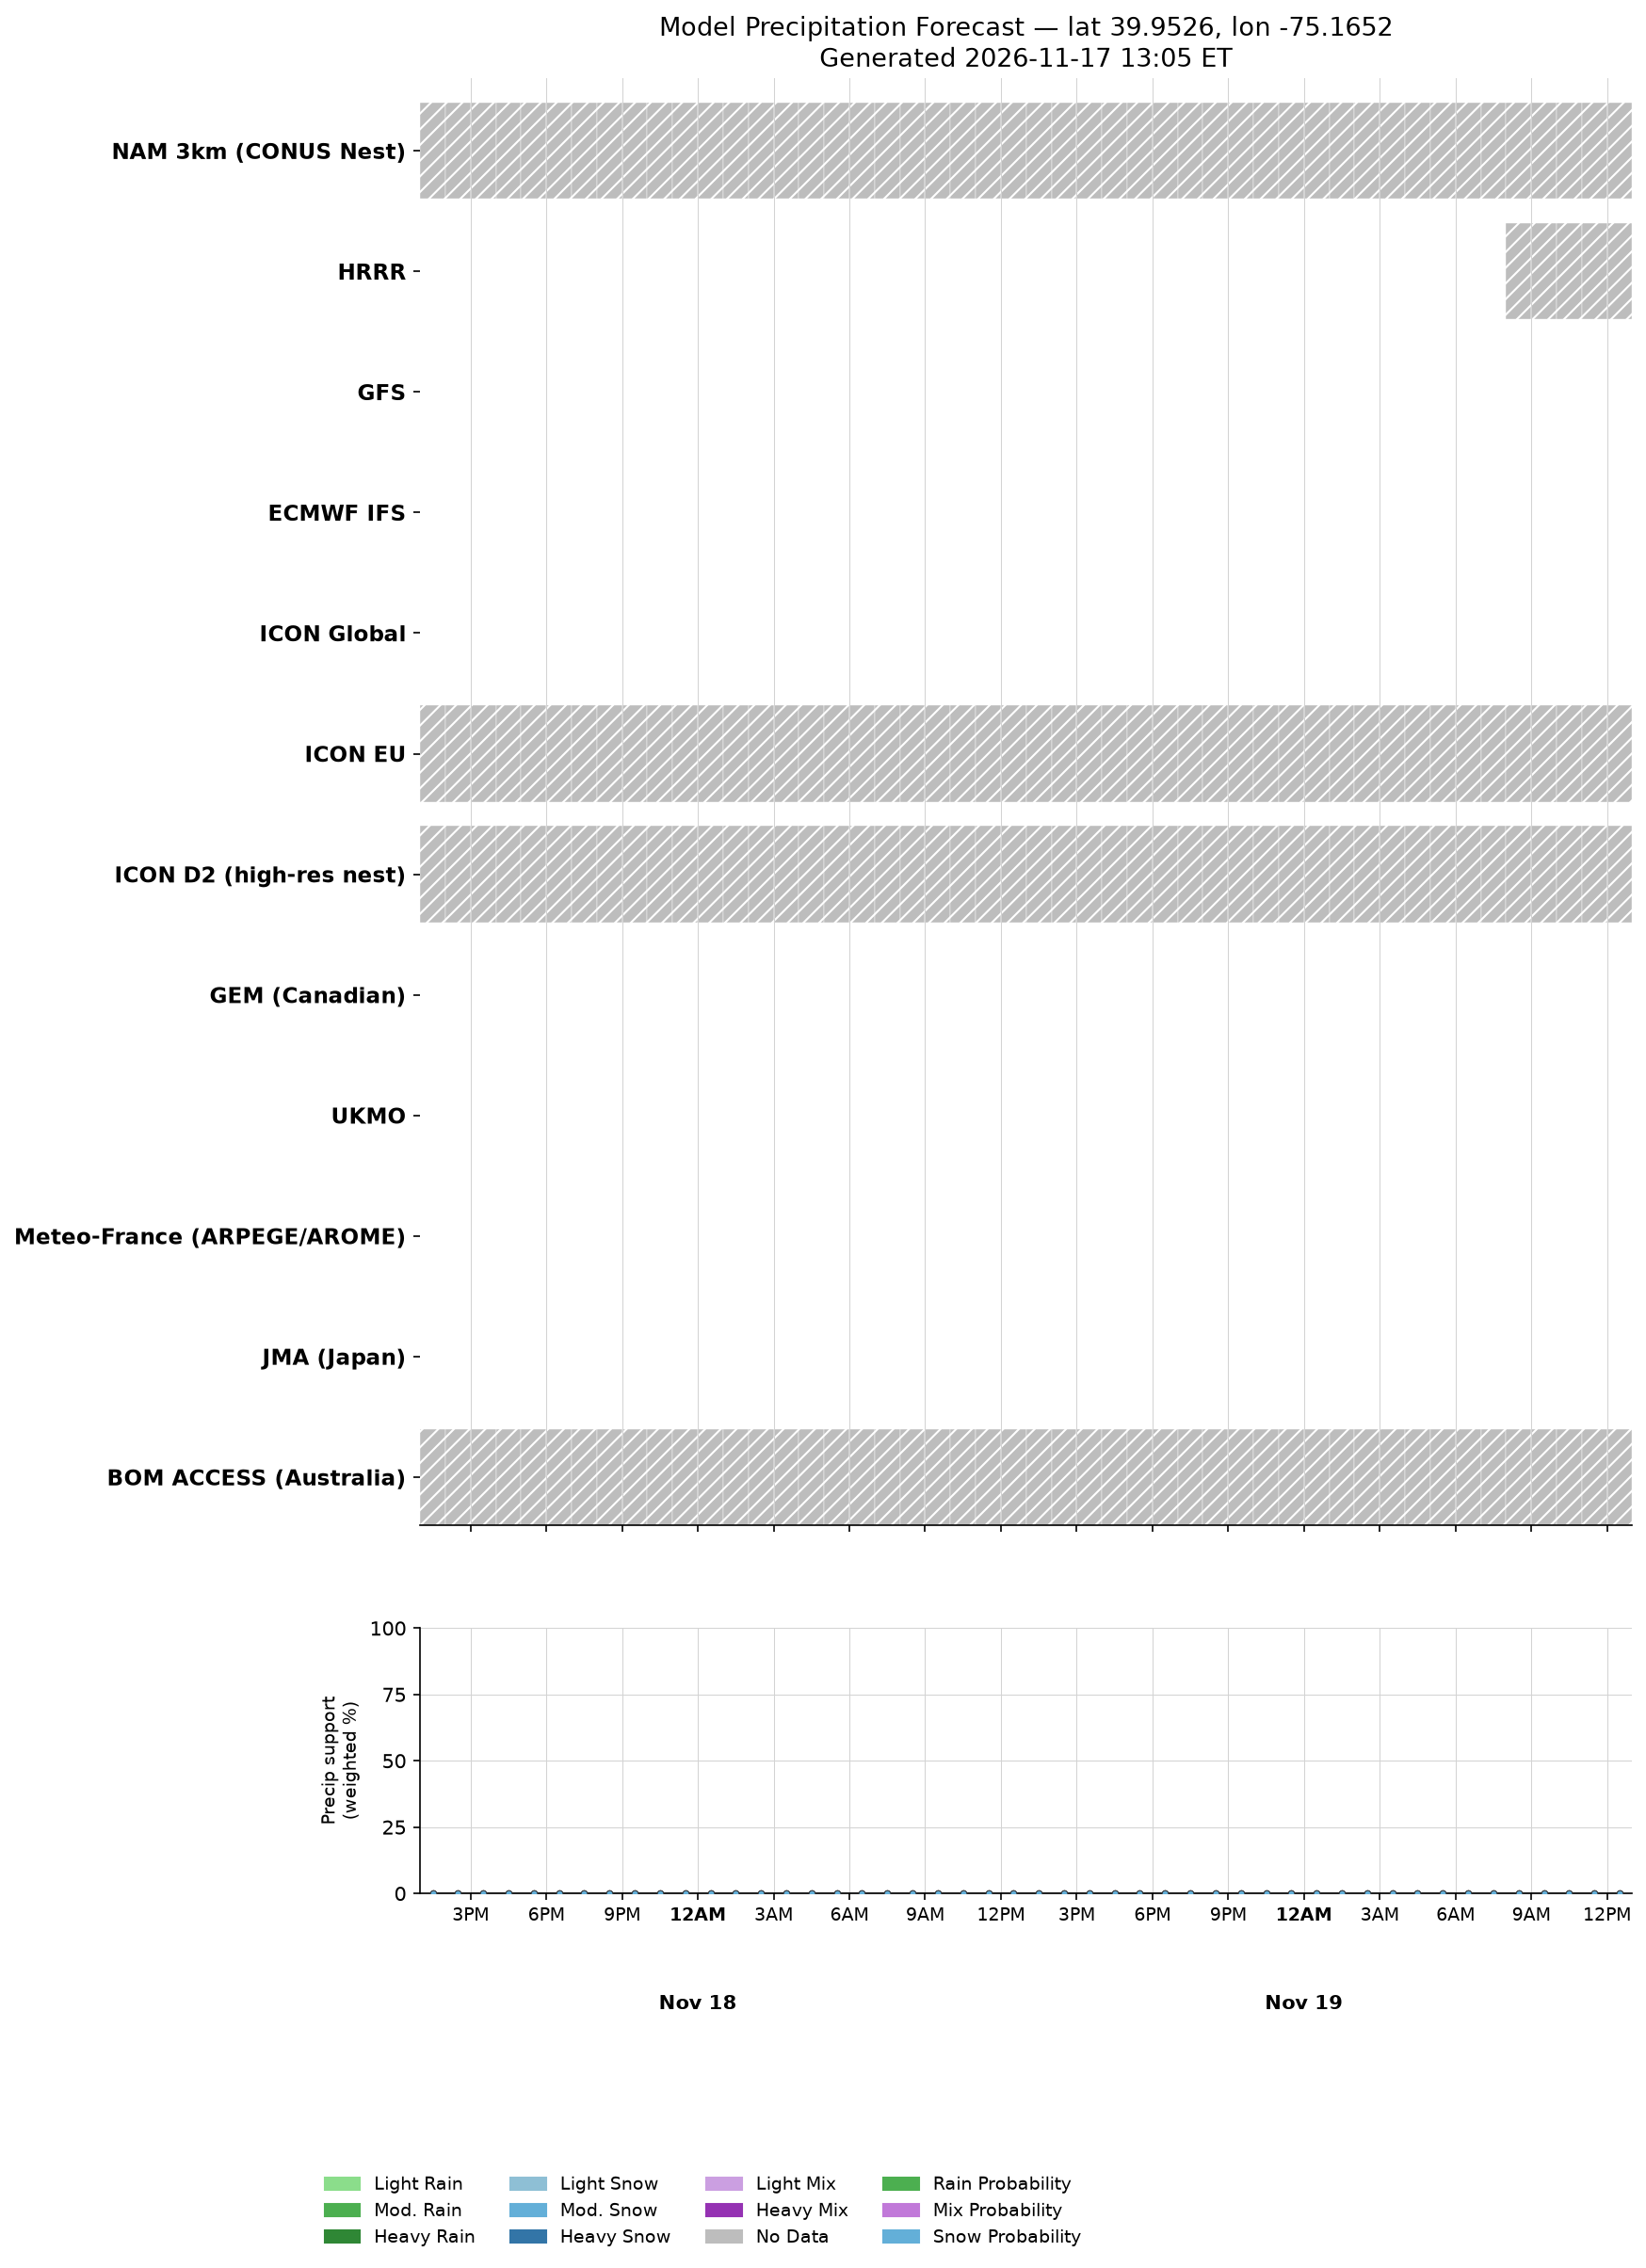 Model Precipitation Forecast — lat 39.9526, lon -75.1652
Generated 2026-11-17 13:05 ET
NAM 3km (CONUS Nest)
HRRR
GFS
ECMWF IFS
ICON Global
ICON EU
ICON D2 (high-res nest)
GEM (Canadian)
UKMO
Meteo-France (ARPEGE/AROME)
JMA (Japan)
BOM ACCESS (Australia)
Precip support
(weighted %)
100
75
50
25
0
3PM 6PM 9PM 12AM 3AM 6AM 9AM 12PM 3PM 6PM 9PM 12AM 3AM 6AM 9AM 12PM
Nov 18 Nov 19
Light Rain Light Snow Light Mix Rain Probability
Mod. Rain Mod. Snow Heavy Mix Mix Probability
Heavy Rain Heavy Snow No Data Snow Probability